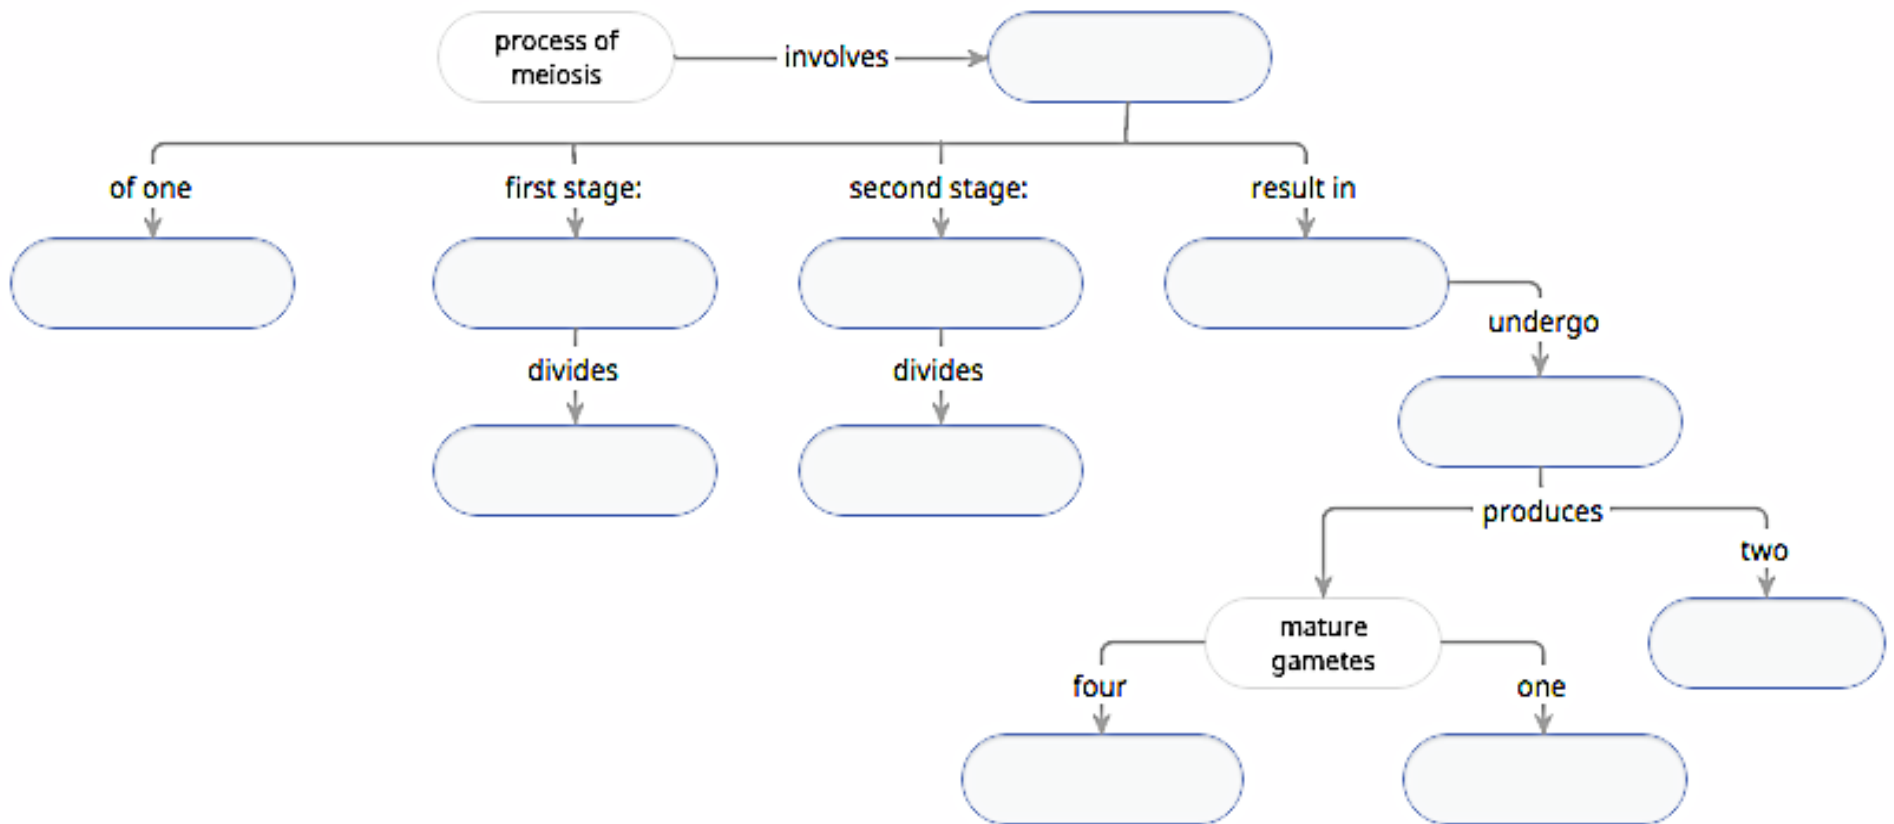 process of
meiosis
involves
of one
first stage:
second stage:
result in
undergo
divides
divides
produces
two
mature
gametes
four
one